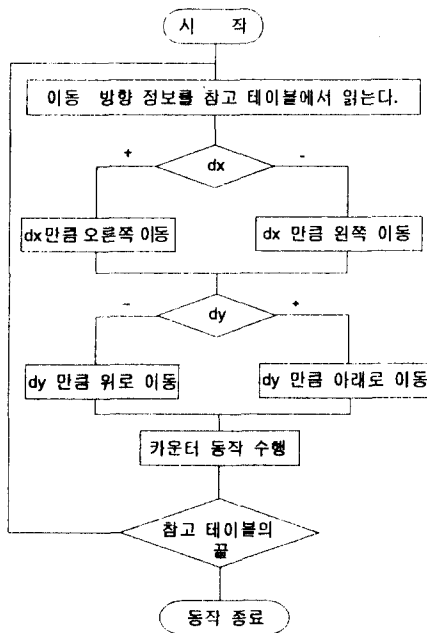 시 작
이동 방향 정보를 참고 테이블에서 읽는다.
+
dx
-
dx만큼 오른쪽 이동
dx 만큼 왼쪽 이동
-
dy
+
dy 만큼 위로 이동
dy 만큼 아래로 이동
카운터 동작 수행
참고 테이블의
끝
동작 종료